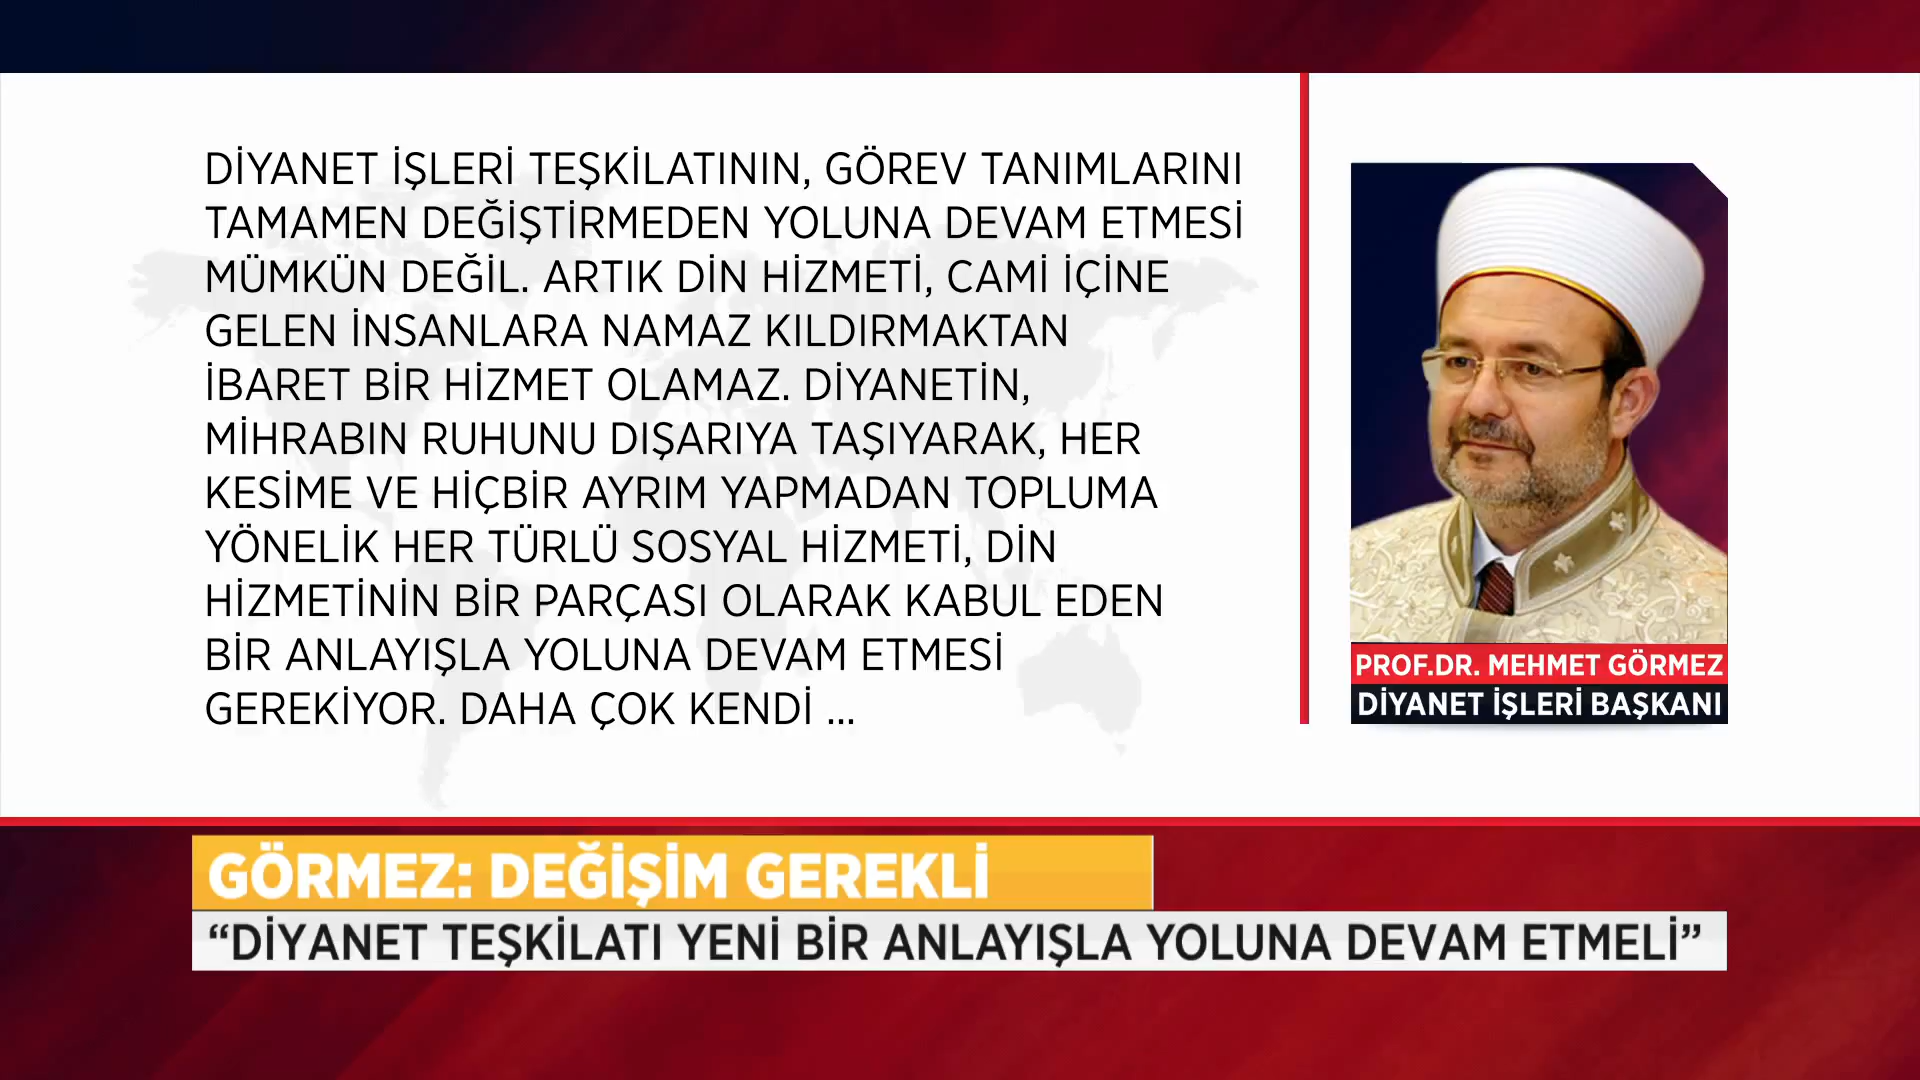 DİYANET İŞLERİ TEŞKİLATININ, GÖREV TANIMLARINI
TAMAMEN DEĞİŞTİRMEDEN YOLUNA DEVAM ETMESİ
MÜMKÜN DEĞİL. ARTIK DİN HİZMETİ, CAMİ İÇİNE
GELEN İNSANLARA NAMAZ KILDIRMAKTAN
İBARET BİR HİZMET OLAMAZ. DİYANETİN,
MİHRABIN RUHUNU DIŞARIYA TAŞIYARAK, HER
KESİME VE HİÇBİR AYRIM YAPMADAN TOPLUMA
YÖNELİK HER TÜRLÜ SOSYAL HİZMETİ, DİN
HİZMETİNİN BİR PARÇASI OLARAK KABUL EDEN
BİR ANLAYIŞLA YOLUNA DEVAM ETMESİ
GEREKİYOR. DAHA ÇOK KENDİ ...
PROF.DR. MEHMET GÖRMEZ
DİYANET İŞLERİ BAŞKANI
GÖRMEZ: DEĞİŞİM GEREKLİ
“DİYANET TEŞKİLATI YENİ BİR ANLAYIŞLA YOLUNA DEVAM ETMELİ”